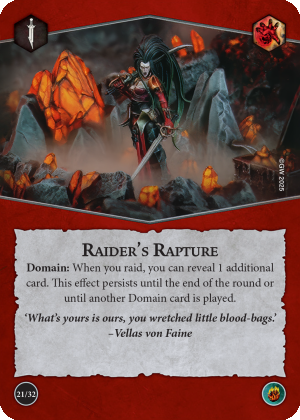 ©GW 2025
Raider's Rapture
Domain: When you raid, you can reveal 1 additional
card. This effect persists until the end of the round or
until another Domain card is played.
‘What's yours is ours, you wretched little blood-bags.’
– Vellas von Faine
21/32